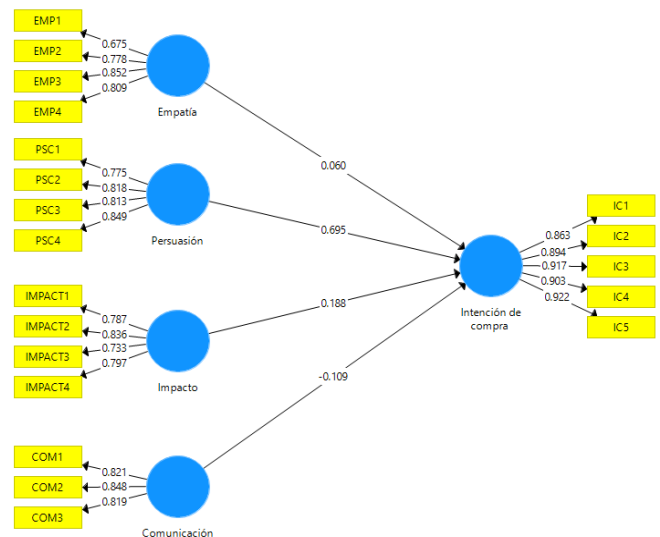 EMP1
EMP2
EMP3
EMP4
0.675
0.778
0.852
0.809
Empatía
PSC1
PSC2
PSC3
PSC4
0.775
0.818
0.813
0.849
Persuasión
IMPACT1
IMPACT2
IMPACT3
IMPACT4
0.787
0.836
0.733
0.797
Impacto
COM1
COM2
COM3
0.821
0.848
0.819
Comunicación
0.060
0.695
0.188
-0.109
Intención de
compra
0.863
0.894
0.917
0.903
0.922
IC1
IC2
IC3
IC4
IC5